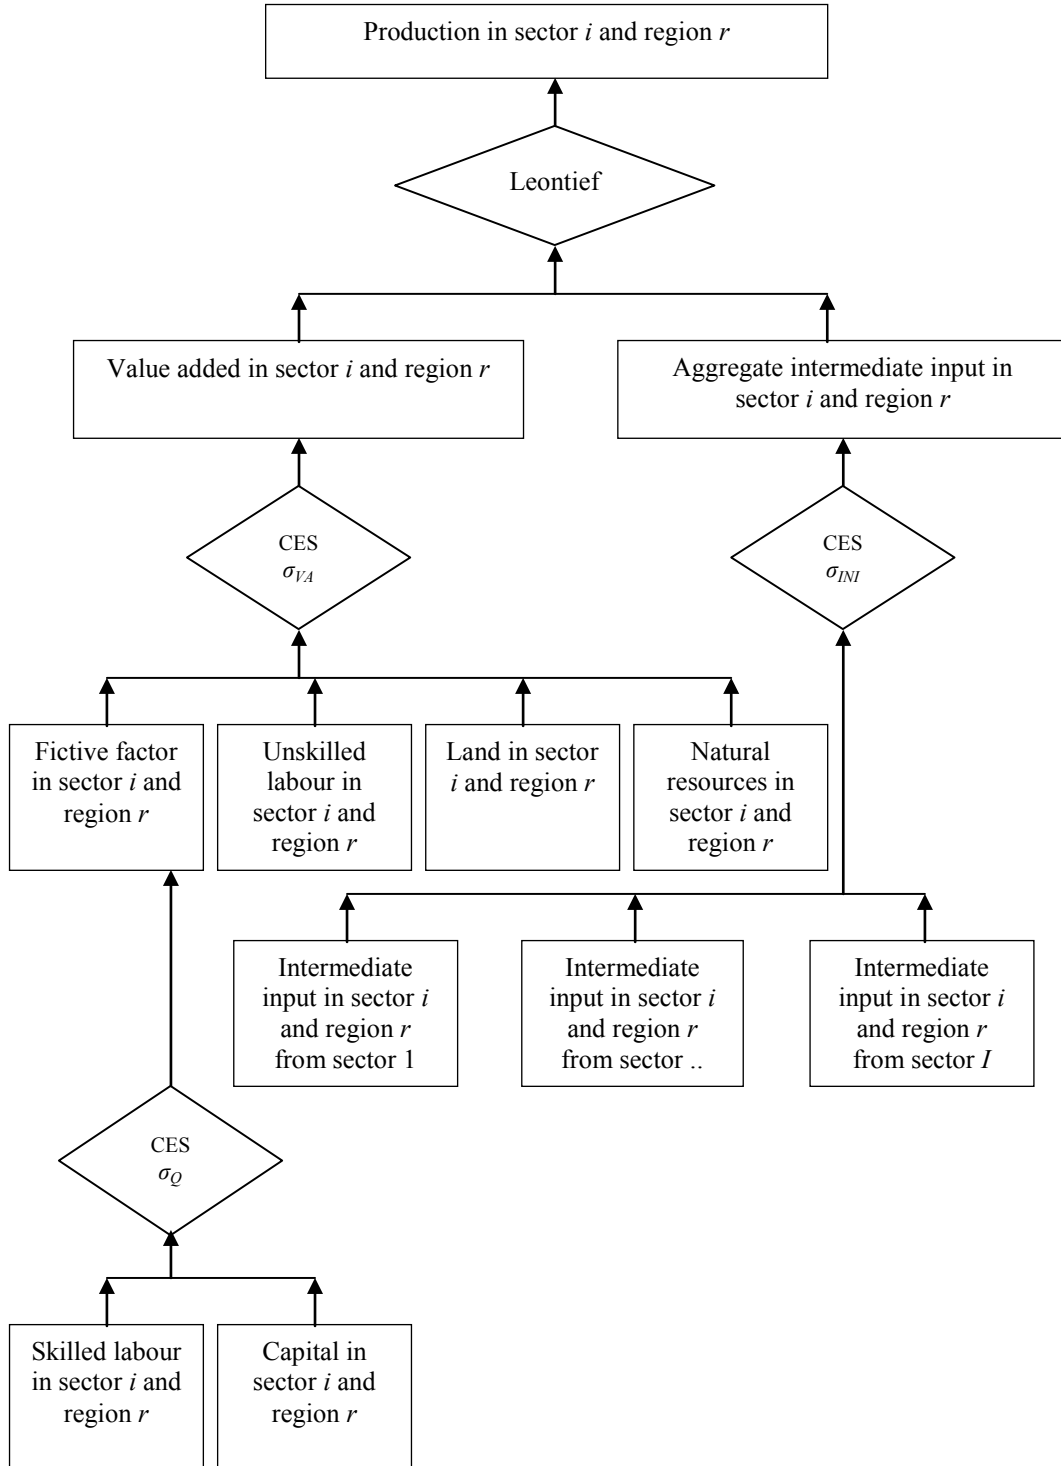 Production in sector i and region r
Leontief
Value added in sector i and region r
Aggregate intermediate input in
sector i and region r
CES
σVA
CES
σINI
Fictive factor
in sector i and
region r
Unskilled
labour in
sector i and
region r
Land in sector
i and region r
Natural
resources in
sector i and
region r
Intermediate
input in sector i
and region r
from sector 1
Intermediate
input in sector i
and region r
from sector ..
Intermediate
input in sector i
and region r
from sector I
CES
σQ
Skilled labour
in sector i and
region r
Capital in
sector i and
region r